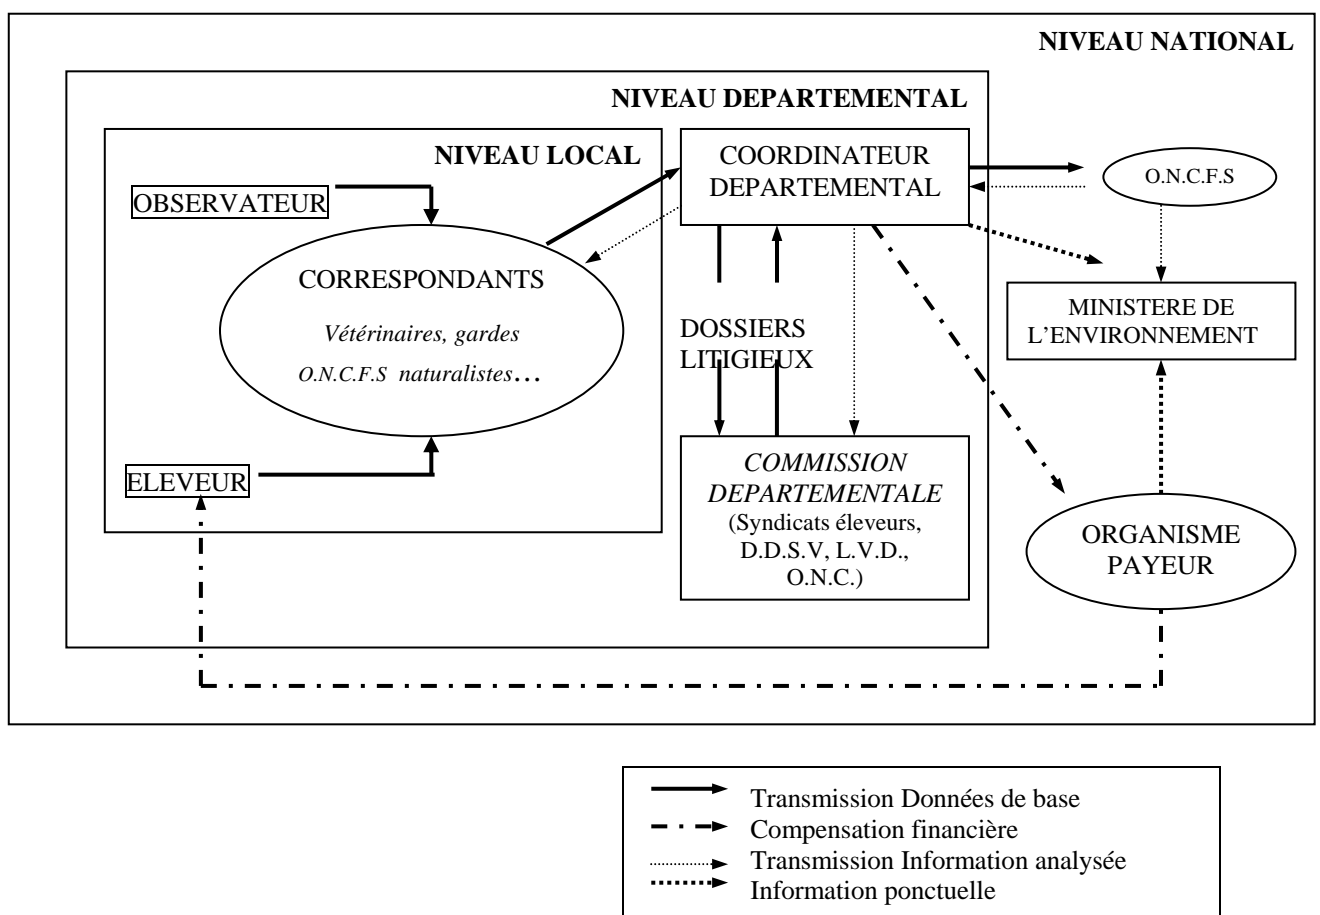 NIVEAU NATIONAL
NIVEAU DEPARTEMENTAL
NIVEAU LOCAL
OBSERVATEUR
CORRESPONDANTS
Vétérinaires, gardes
O.N.C.F.S naturalistes...
ELEVEUR
COORDINATEUR
DEPARTEMENTAL
O.N.C.F.S
MINISTERE DE
L'ENVIRONNEMENT
DOSSIERS
LITIGIEUX
COMMISSION
DEPARTEMENTALE
(Syndicats éleveurs,
D.D.S.V, L.V.D.,
O.N.C.)
ORGANISME
PAYEUR
Transmission Données de base
Compensation financière
Transmission Information analysée
Information ponctuelle